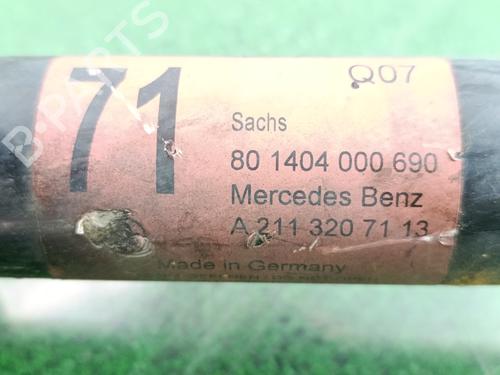 71
Q07
Sachs
80 1404 000 690
Mercedes Benz
A 211 320 71 13
Made in Germany
B-PARTS